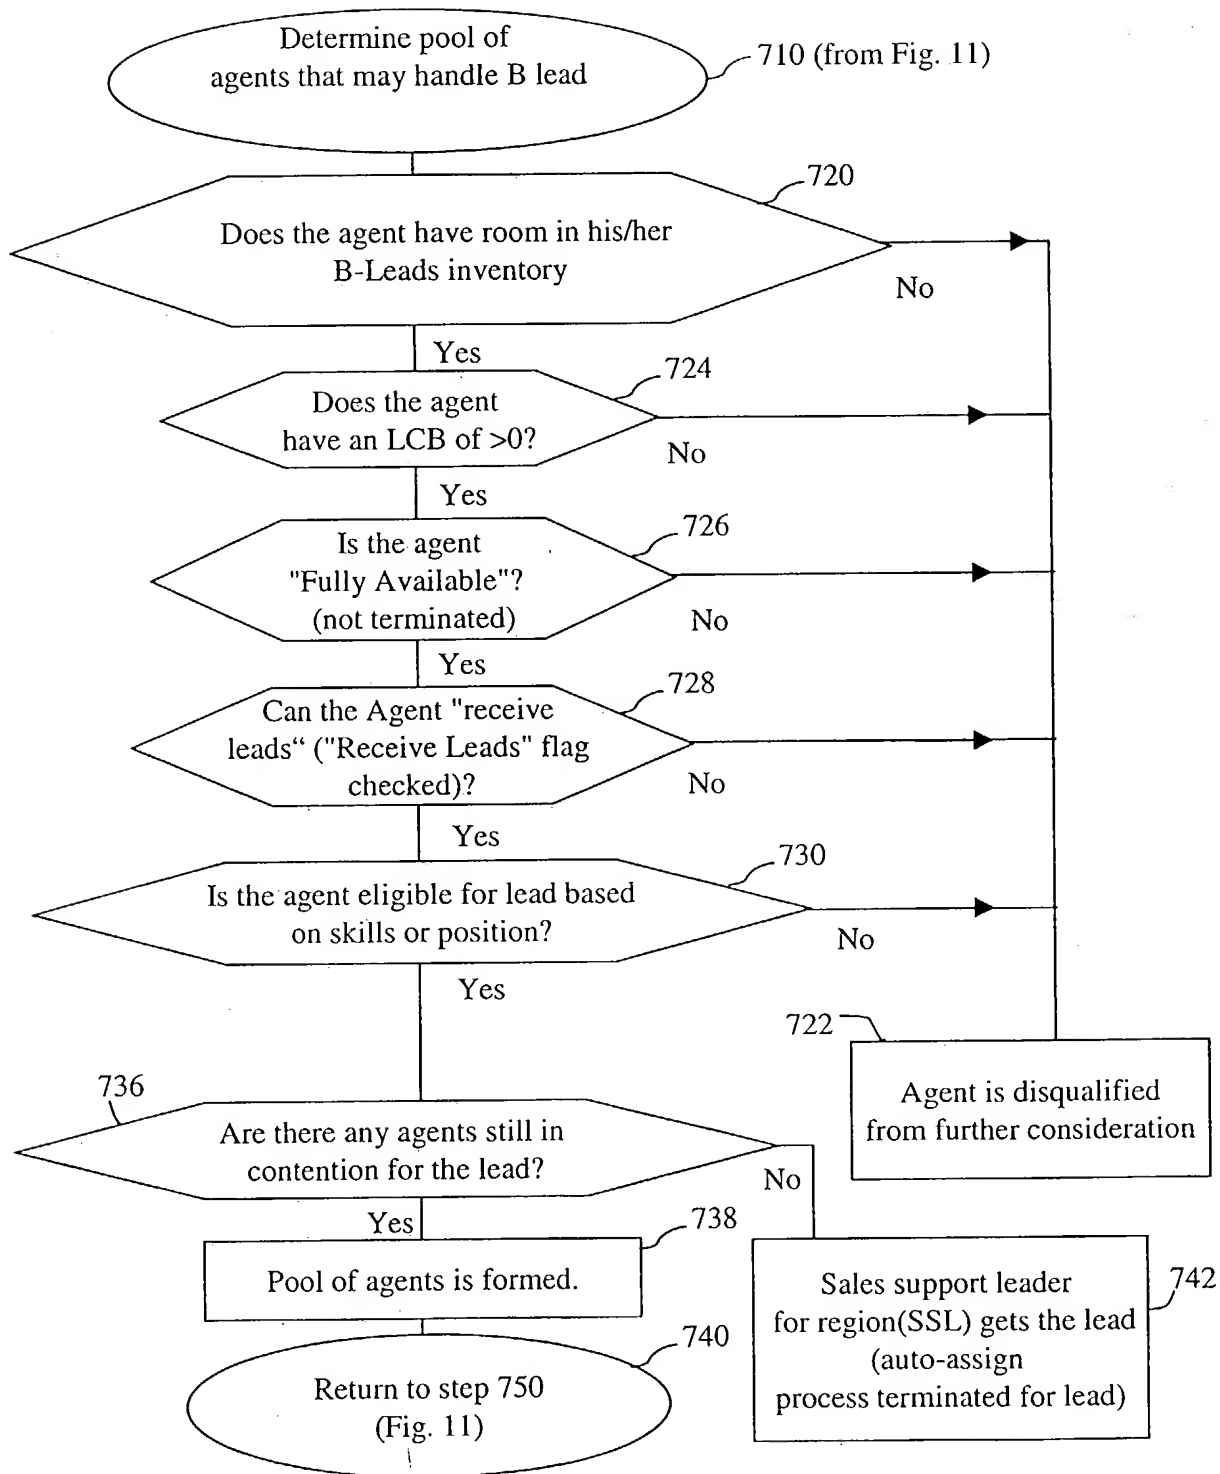 Determine pool of
agents that may handle B lead
710 (from Fig. 11)
720
Does the agent have room in his/her
B-Leads inventory
No
Yes
724
Does the agent
have an LCB of >0?
No
Yes
726
Is the agent
"Fully Available"?
(not terminated)
No
Yes
728
Can the Agent "receive
leads“ ("Receive Leads" flag
checked)?
No
Yes
730
Is the agent eligible for lead based
on skills or position?
No
Yes
722
Agent is disqualified
from further consideration
736
Are there any agents still in
contention for the lead?
No
Yes
738
Pool of agents is formed.
742
Sales support leader
for region(SSL) gets the lead
(auto-assign
process terminated for lead)
740
Return to step 750
(Fig. 11)